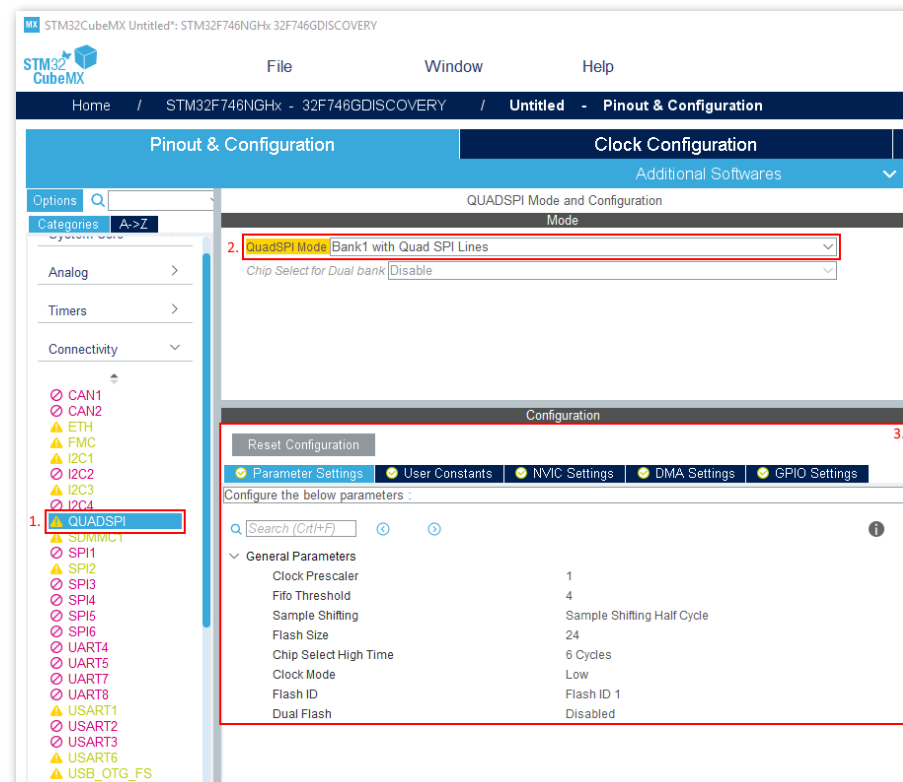 MX STM32CubeMX Untitled*: STM32F746NGHx 32F746GDISCOVERY
STM32
CubeMX
File Window Help
Home / STM32F746NGHx - 32F746GDISCOVERY / Untitled - Pinout & Configuration
Pinout & Configuration Clock Configuration
Additional Softwares
Options
QUADSPI Mode and Configuration
Categories A->Z
Mode
System Core
2. QuadSPI Mode Bank1 with Quad SPI Lines
Chip Select for Dual bank Disable
Analog
Timers
Connectivity
CAN1
CAN2
ETH
FMC
I2C1
I2C2
I2C3
I2C4
1. QUADSPI
SDMMC1
SPI1
SPI2
SPI3
SPI4
SPI5
SPI6
UART4
UART5
UART7
UART8
USART1
USART2
USART3
USART6
USB_OTG_FS
Configuration
3.
Reset Configuration
Parameter Settings User Constants NVIC Settings DMA Settings GPIO Settings
Configure the below parameters :
Search (Crtl+F)
General Parameters
Clock Prescaler 1
Fifo Threshold 4
Sample Shifting Sample Shifting Half Cycle
Flash Size 24
Chip Select High Time 6 Cycles
Clock Mode Low
Flash ID Flash ID 1
Dual Flash Disabled